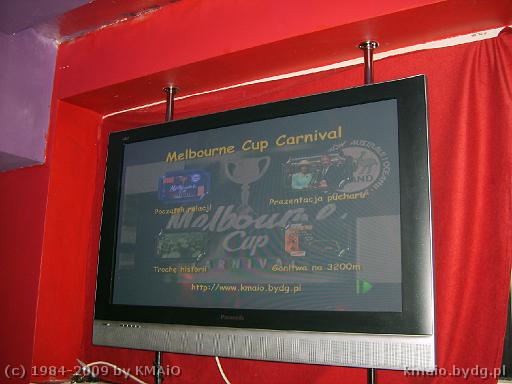 Melbourne Cup Carnival
Początek relacji
Prezentacja pucharu
Melbourne
Cup
CARNIVAL
Trochę historii
Gonitwa na 3200m
http://www.kmaio.bydg.pl
Panasonic
(c) 1984-2009 by KMAiO
kmaio.bydg.pl